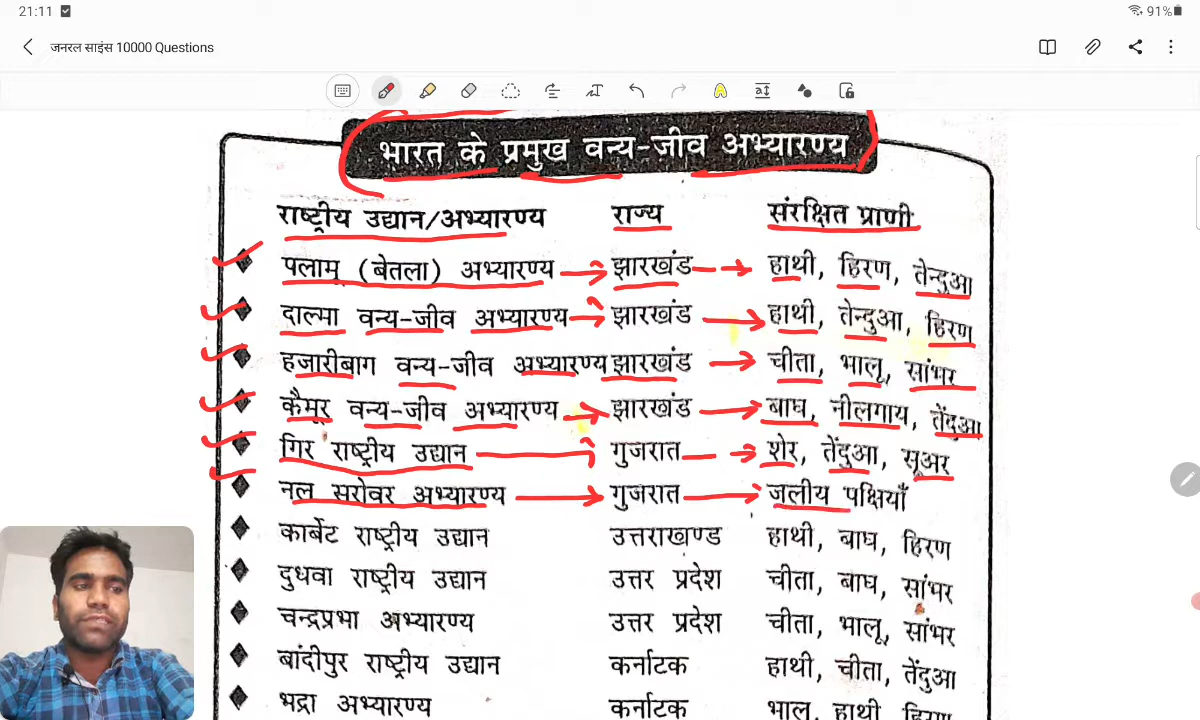 21:11 91%
जनरल साइंस 10000 Questions
भारत के प्रमुख वन्य-जीव अभ्यारण्य
राष्ट्रीय उद्यान/अभ्यारण्य राज्य संरक्षित प्राणी
पलामू (बेतला) अभ्यारण्य झारखंड हाथी, हिरण, तेन्दुआ
दाल्मा वन्य-जीव अभ्यारण्य झारखंड हाथी, तेन्दुआ, हिरण
हजारीबाग वन्य-जीव अभ्यारण्य झारखंड चीता, भालू, सांभर
कैमूर वन्य-जीव अभ्यारण्य झारखंड बाघ, नीलगाय, तेंदुआ
गिर राष्ट्रीय उद्यान गुजरात शेर, तेंदुआ, सूअर
नल सरोवर अभ्यारण्य गुजरात जलीय पक्षियाँ
कार्बेट राष्ट्रीय उद्यान उत्तराखण्ड हाथी, बाघ, हिरण
दुधवा राष्ट्रीय उद्यान उत्तर प्रदेश चीता, बाघ, सांभर
चन्द्रप्रभा अभ्यारण्य उत्तर प्रदेश चीता, भालू, सांभर
बांदीपुर राष्ट्रीय उद्यान कर्नाटक हाथी, चीता, तेंदुआ
भद्रा अभ्यारण्य कर्नाटक भालू, हाथी, हिरण